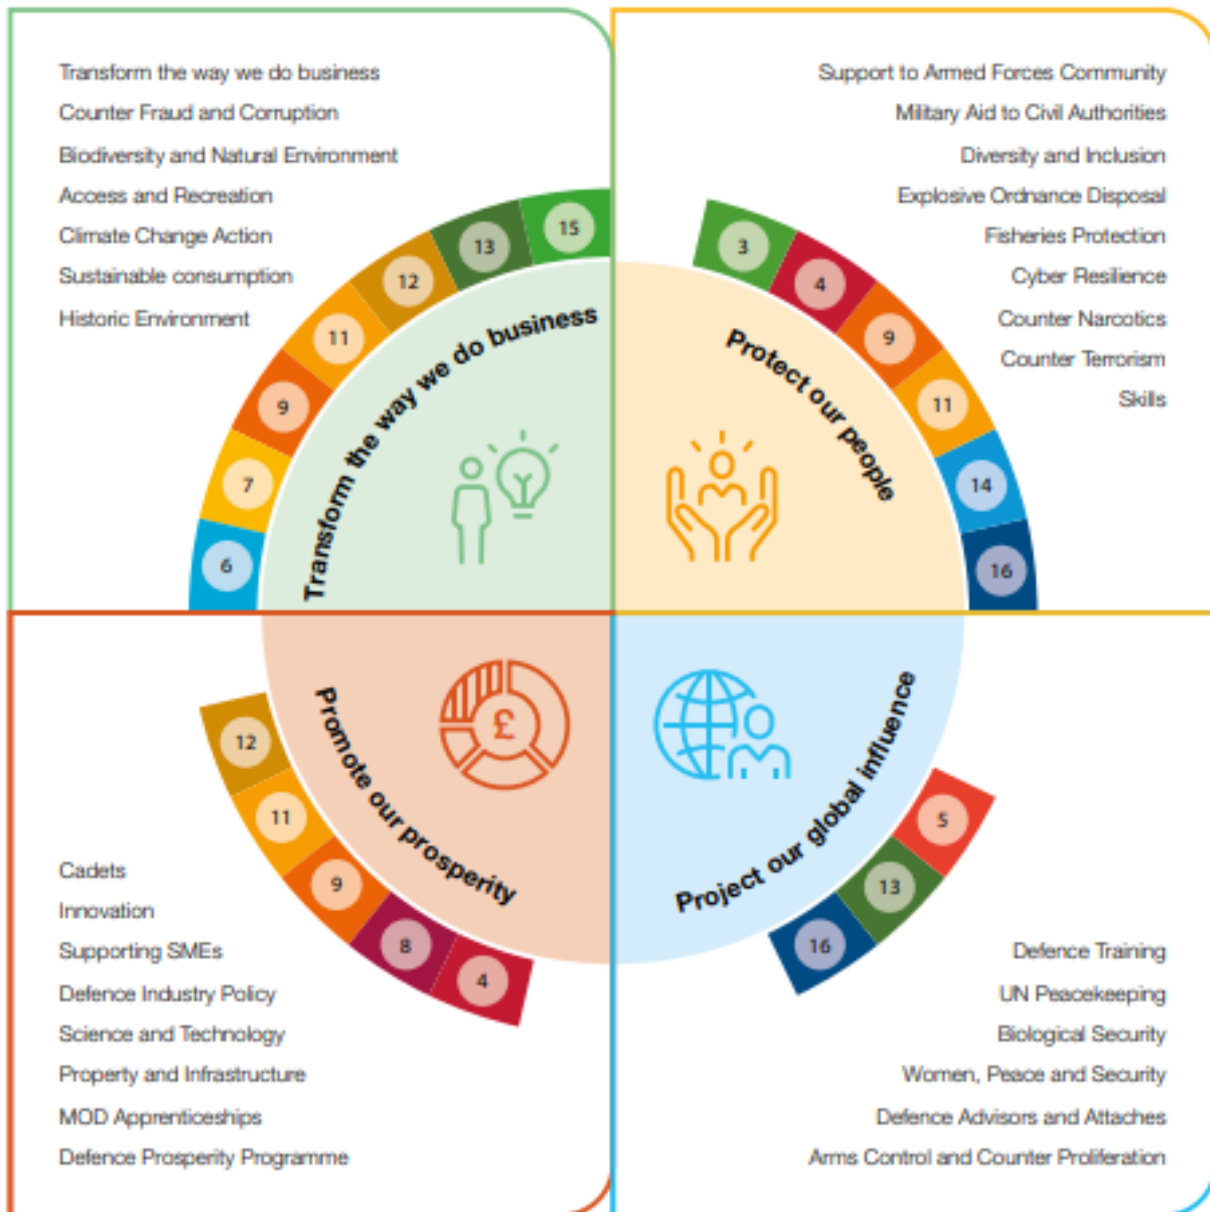 Transform the way we do business
Counter Fraud and Corruption
Biodiversity and Natural Environment
Access and Recreation
Climate Change Action
Sustainable consumption
Historic Environment
6
7
9
11
12
13
15
Transform the way we do business
Support to Armed Forces Community
Military Aid to Civil Authorities
Diversity and Inclusion
Explosive Ordnance Disposal
Fisheries Protection
Cyber Resilience
Counter Narcotics
Counter Terrorism
Skills
3
4
9
11
14
16
Protect our people
12
11
9
8
4
Promote our prosperity
£
Cadets
Innovation
Supporting SMEs
Defence Industry Policy
Science and Technology
Property and Infrastructure
MOD Apprenticeships
Defence Prosperity Programme
Project our global influence
5
13
16
Defence Training
UN Peacekeeping
Biological Security
Women, Peace and Security
Defence Advisors and Attaches
Arms Control and Counter Proliferation